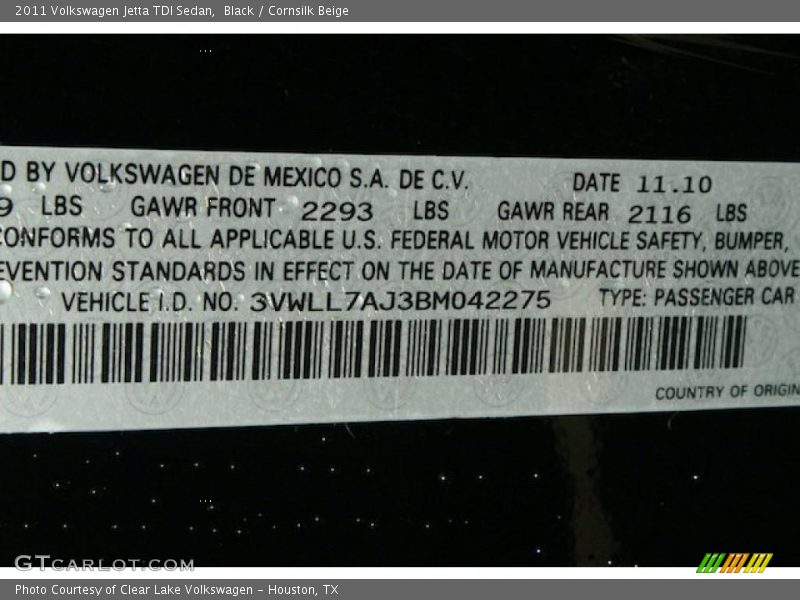 2011 Volkswagen Jetta TDI Sedan, Black / Cornsilk Beige
D BY VOLKSWAGEN DE MEXICO S.A. DE C.V. DATE 11.10
9 LBS GAWR FRONT 2293 LBS GAWR REAR 2116 LBS
CONFORMS TO ALL APPLICABLE U.S. FEDERAL MOTOR VEHICLE SAFETY, BUMPER,
EVENTION STANDARDS IN EFFECT ON THE DATE OF MANUFACTURE SHOWN ABOVE
VEHICLE I.D. NO. 3VWLL7AJ3BM042275 TYPE: PASSENGER CAR
COUNTRY OF ORIGIN
GTCARLOT.COM
Photo Courtesy of Clear Lake Volkswagen - Houston, TX